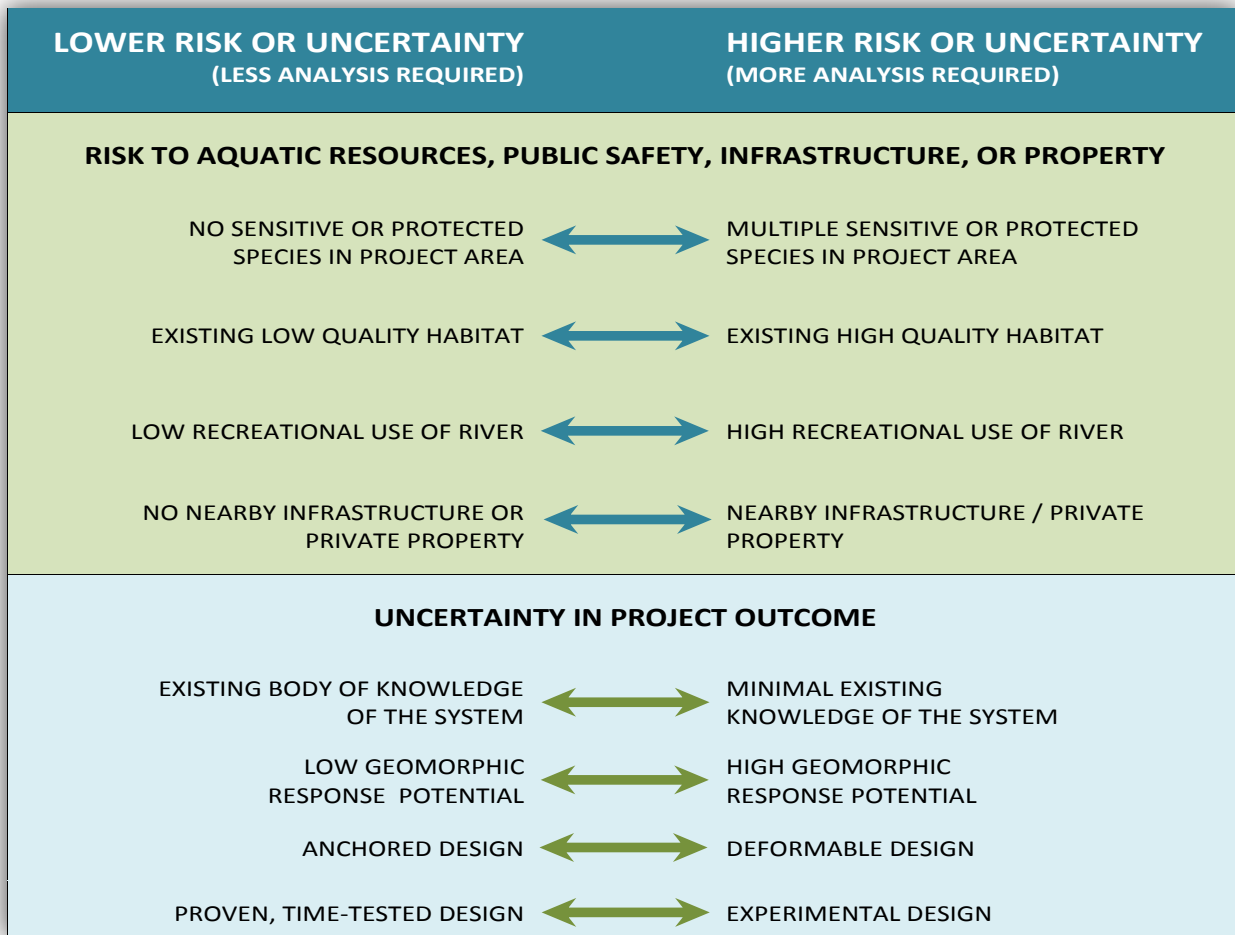 LOWER RISK OR UNCERTAINTY
(LESS ANALYSIS REQUIRED)
HIGHER RISK OR UNCERTAINTY
(MORE ANALYSIS REQUIRED)
RISK TO AQUATIC RESOURCES, PUBLIC SAFETY, INFRASTRUCTURE, OR PROPERTY
NO SENSITIVE OR PROTECTED
SPECIES IN PROJECT AREA
MULTIPLE SENSITIVE OR PROTECTED
SPECIES IN PROJECT AREA
EXISTING LOW QUALITY HABITAT
EXISTING HIGH QUALITY HABITAT
LOW RECREATIONAL USE OF RIVER
HIGH RECREATIONAL USE OF RIVER
NO NEARBY INFRASTRUCTURE OR
PRIVATE PROPERTY
NEARBY INFRASTRUCTURE / PRIVATE
PROPERTY
UNCERTAINTY IN PROJECT OUTCOME
EXISTING BODY OF KNOWLEDGE
OF THE SYSTEM
MINIMAL EXISTING
KNOWLEDGE OF THE SYSTEM
LOW GEOMORPHIC
RESPONSE POTENTIAL
HIGH GEOMORPHIC
RESPONSE POTENTIAL
ANCHORED DESIGN
DEFORMABLE DESIGN
PROVEN, TIME-TESTED DESIGN
EXPERIMENTAL DESIGN